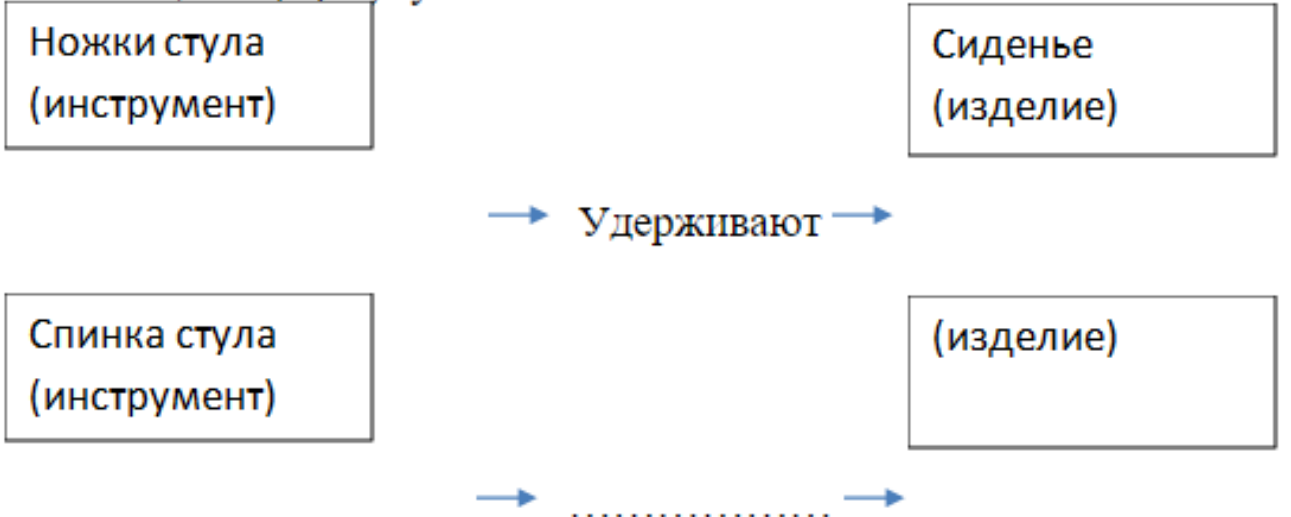 Ножки стула
(инструмент)
Сиденье
(изделие)
Удерживают
Спинка стула
(инструмент)
(изделие)
………………